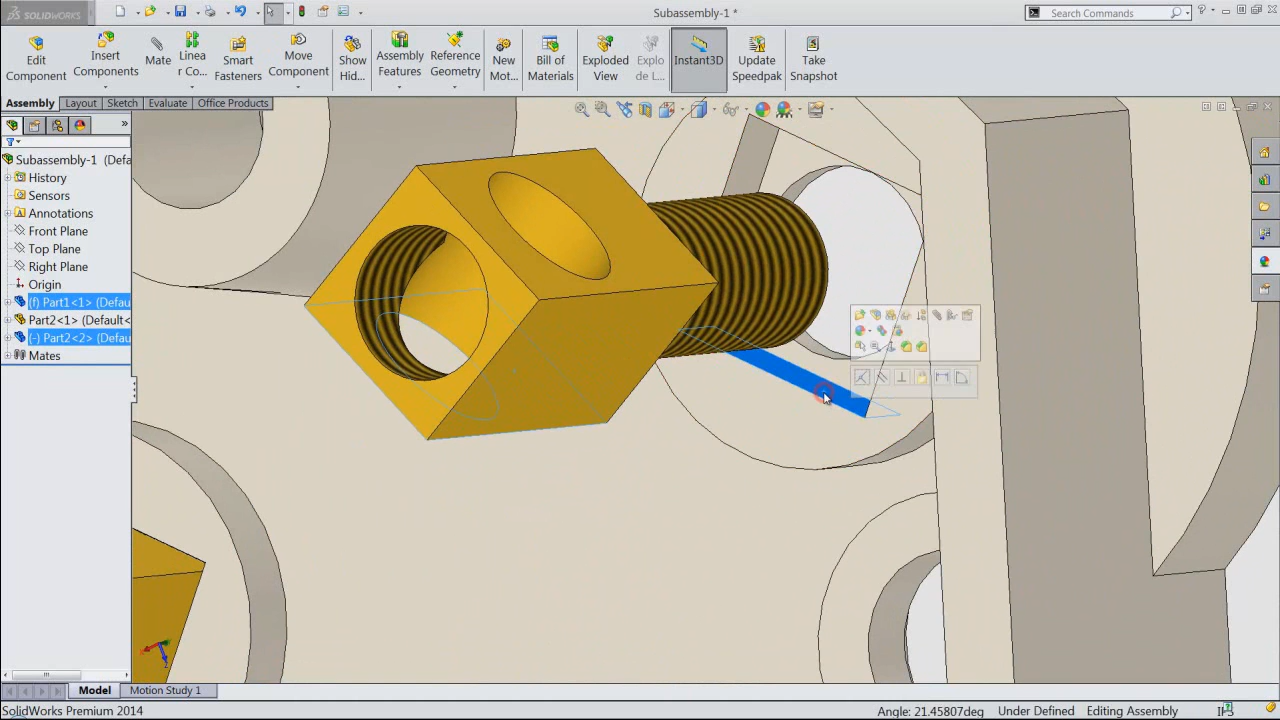 SOLIDWORKS
Subassembly-1 *
Search Commands
Edit Component
Insert Components
Mate
Linea r Co...
Smart Fasteners
Move Component
Show Hid...
Assembly Features
Reference Geometry
New Mot...
Bill of Materials
Exploded View
Explo de L...
Instant3D
Update Speedpak
Take Snapshot
Assembly
Layout
Sketch
Evaluate
Office Products
Subassembly-1 (Defa
History
Sensors
Annotations
Front Plane
Top Plane
Right Plane
Origin
(f) Part1<1> (Defau
Part2<1> (Default<
(-) Part2<2> (Defau
Mates
Model
Motion Study 1
SolidWorks Premium 2014
Angle: 21.45807deg
Under Defined
Editing Assembly